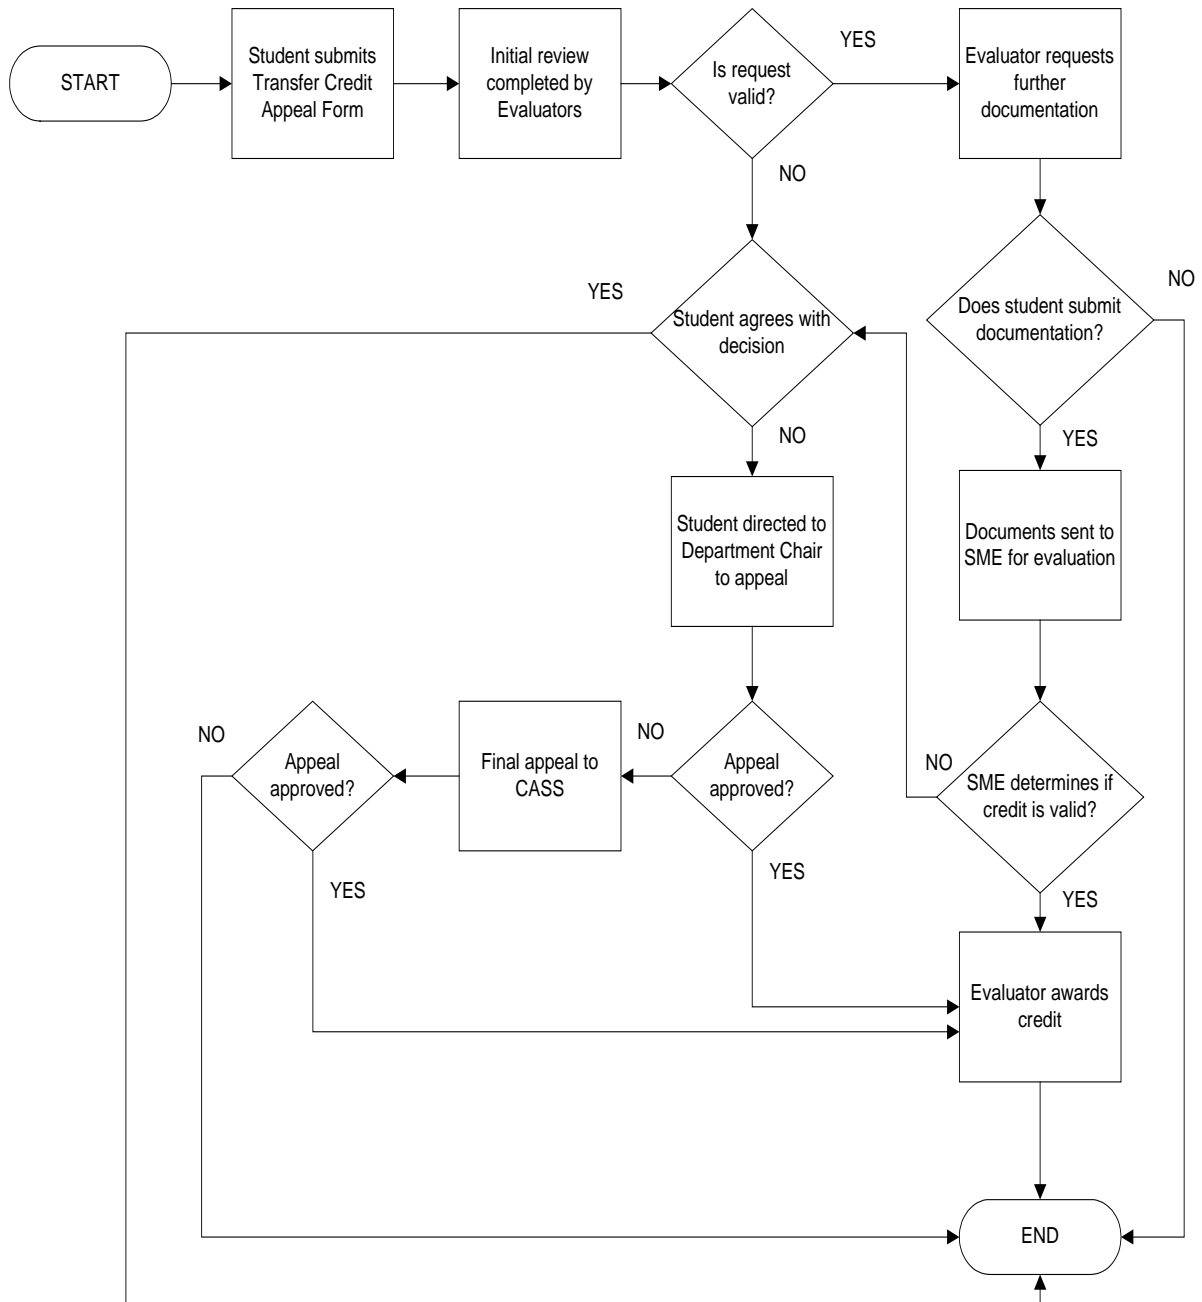 START
Student submits
Transfer Credit
Appeal Form
Initial review
completed by
Evaluators
Is request
valid?
YES
Evaluator requests
further
documentation
NO
YES
Student agrees with
decision
Does student submit
documentation?
NO
NO
YES
Student directed to
Department Chair
to appeal
Documents sent to
SME for evaluation
NO
Appeal
approved?
Final appeal to
CASS
NO
Appeal
approved?
NO
SME determines if
credit is valid?
YES
YES
YES
Evaluator awards
credit
END